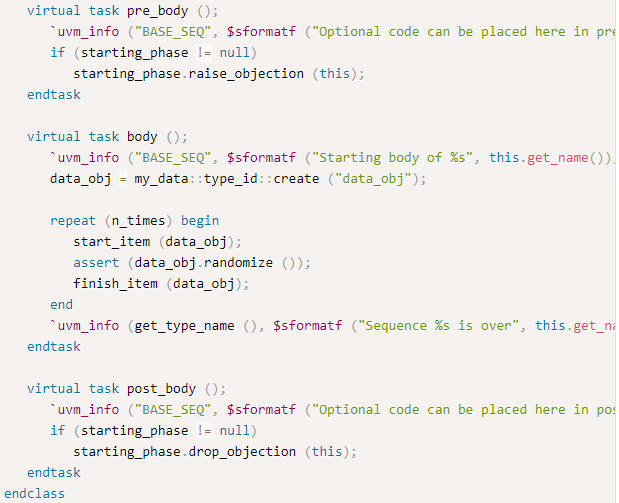 virtual task pre_body ();
`uvm_info ("BASE_SEQ", $sformatf ("Optional code can be placed here in pre
if (starting_phase != null)
starting_phase.raise_objection (this);
endtask
virtual task body ();
`uvm_info ("BASE_SEQ", $sformatf ("Starting body of %s", this.get_name()),
data_obj = my_data::type_id::create ("data_obj");
repeat (n_times) begin
start_item (data_obj);
assert (data_obj.randomize ());
finish_item (data_obj);
end
`uvm_info (get_type_name (), $sformatf ("Sequence %s is over", this.get_na
endtask
virtual task post_body ();
`uvm_info ("BASE_SEQ", $sformatf ("Optional code can be placed here in pos
if (starting_phase != null)
starting_phase.drop_objection (this);
endtask
endclass